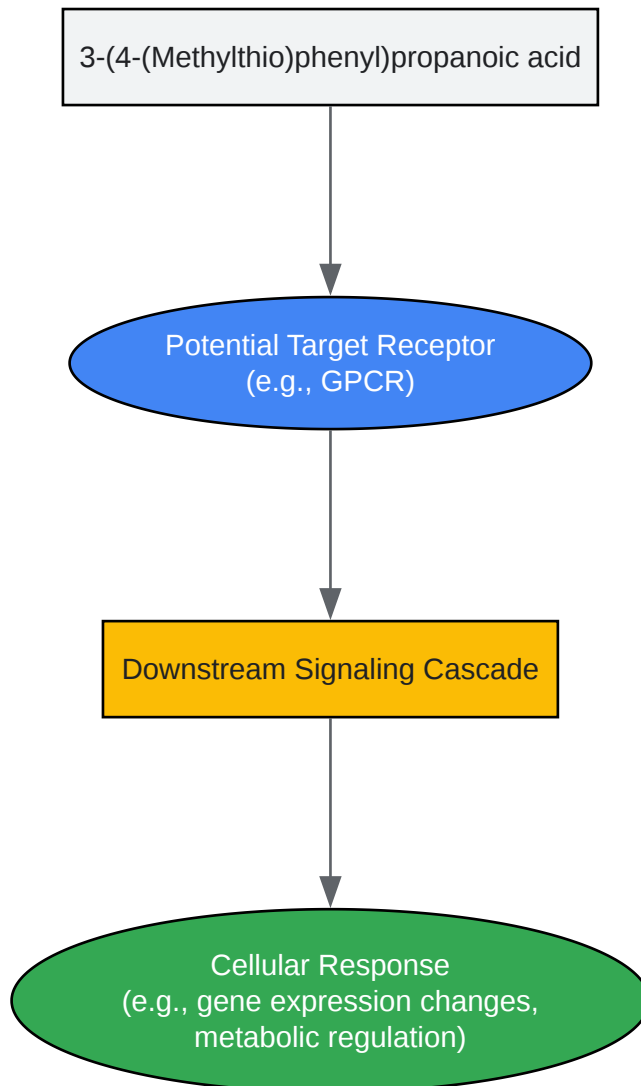 3-(4-(Methylthio)phenyl)propanoic acid
Potential Target Receptor
(e.g., GPCR)
Downstream Signaling Cascade
Cellular Response
(e.g., gene expression changes,
metabolic regulation)